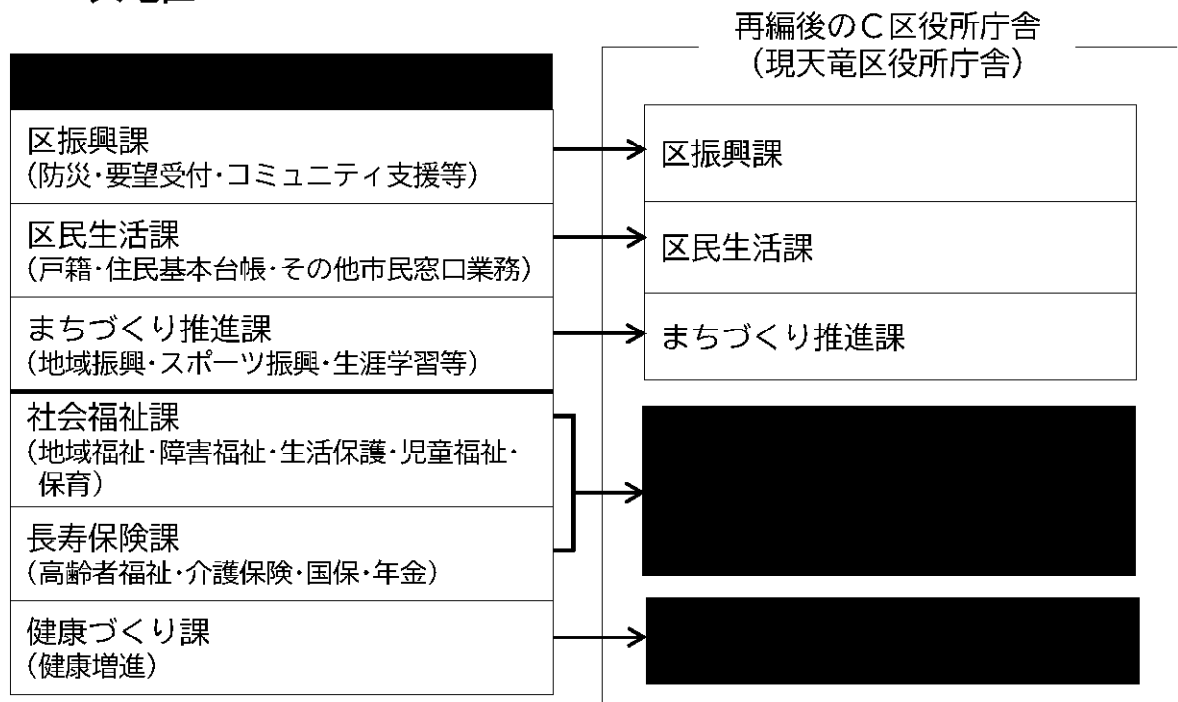 再編後のC区役所庁舎
(現天竜区役所庁舎)
区振興課
(防災・要望受付・コミュニティ支援等)
区民生活課
(戸籍・住民基本台帳・その他市民窓口業務)
まちづくり推進課
(地域振興・スポーツ振興・生涯学習等)
社会福祉課
(地域福祉・障害福祉・生活保護・児童福祉・
保育)
長寿保険課
(高齢者福祉・介護保険・国保・年金)
健康づくり課
(健康増進)
区振興課
区民生活課
まちづくり推進課